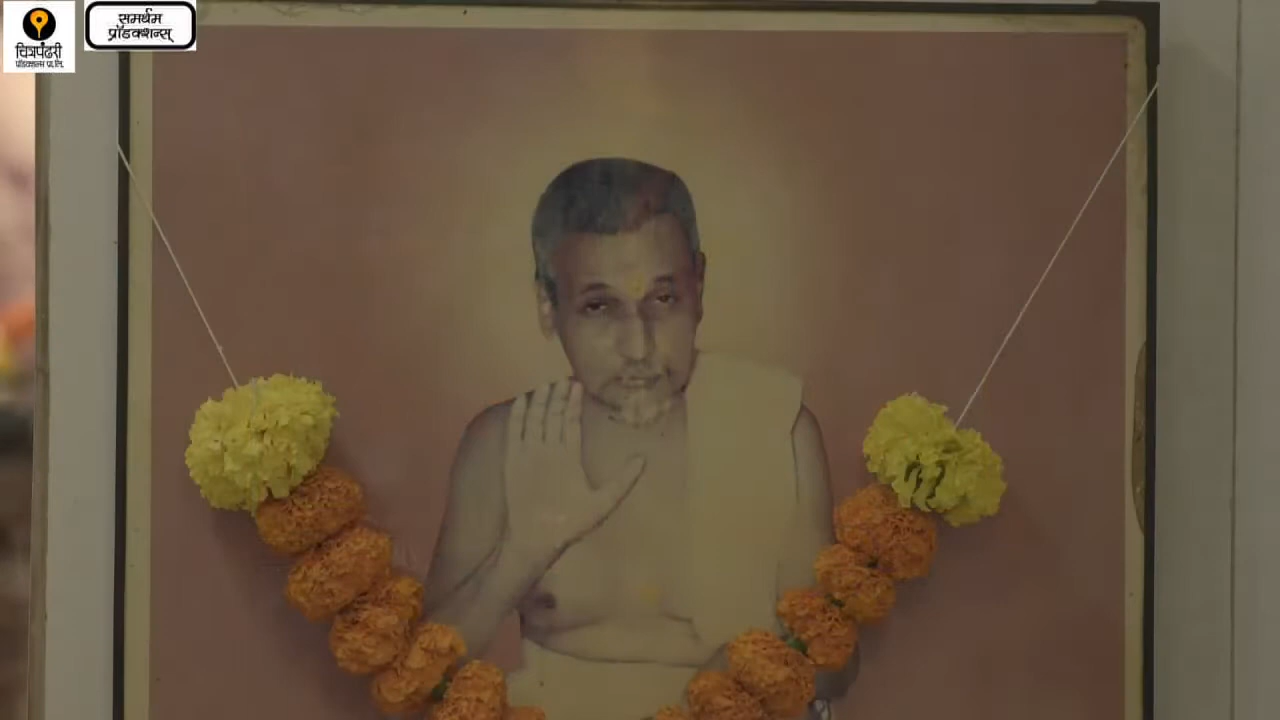 समर्थम
प्रॉडक्शन्स्
चित्रपंढरी
प्रॉडक्शन्स प्रा.लि.